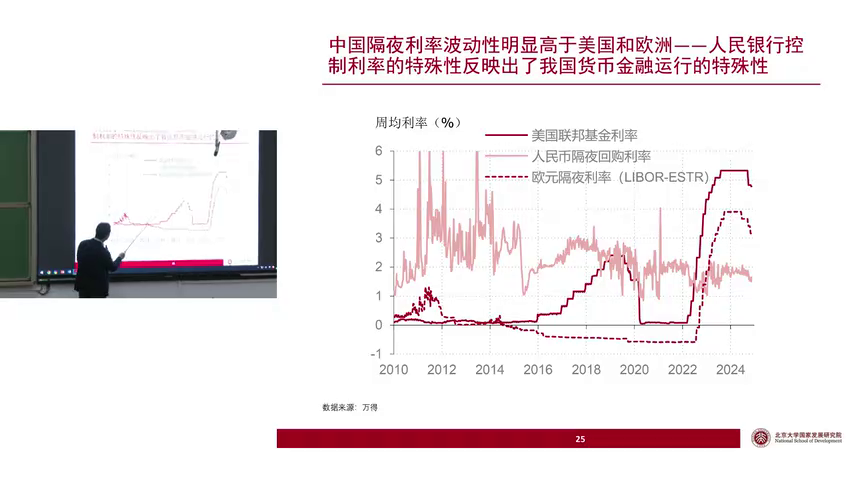 中国隔夜利率波动性明显高于美国和欧洲——人民银行控
制利率的特殊性反映出了我国货币金融运行的特殊性
周均利率（%）
美国联邦基金利率
人民币隔夜回购利率
欧元隔夜利率（LIBOR-ESTR）
6
5
4
3
2
1
0
-1
2010 2012 2014 2016 2018 2020 2022 2024
数据来源：万得
25
北京大学国家发展研究院
National School of Development